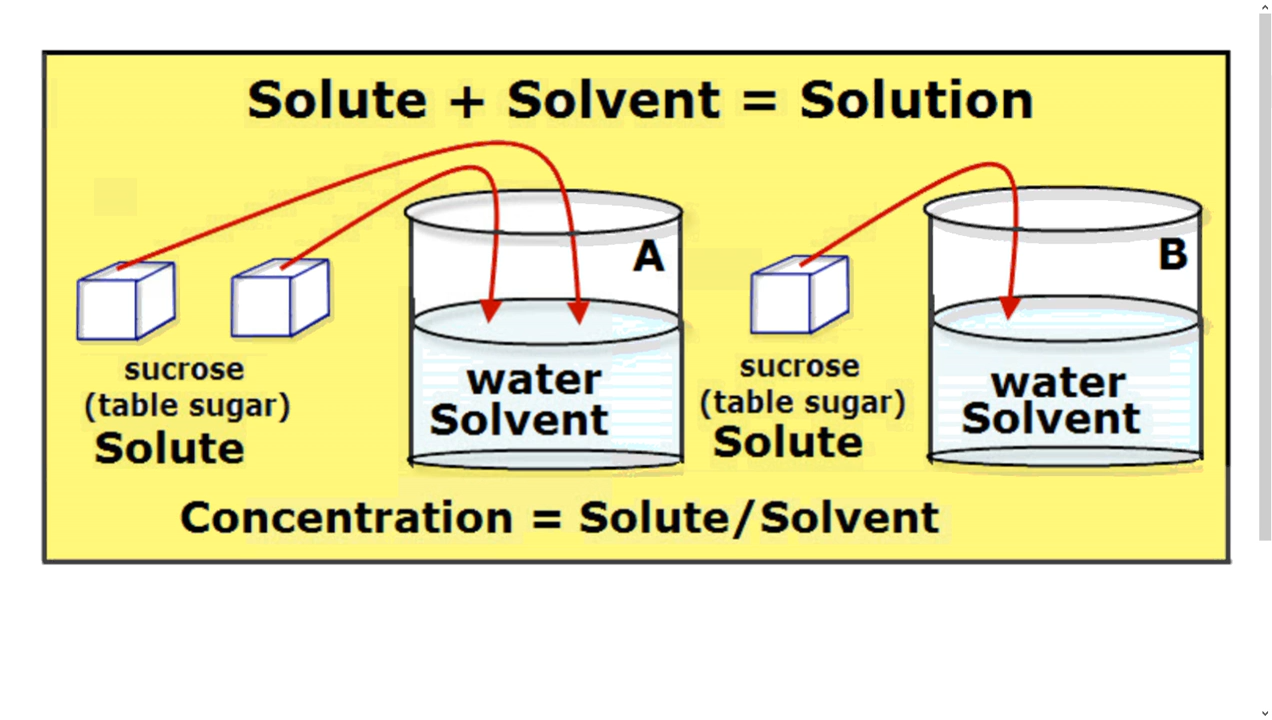 Solute + Solvent = Solution
A
B
sucrose
(table sugar)
Solute
water
Solvent
sucrose
(table sugar)
Solute
water
Solvent
Concentration = Solute/Solvent